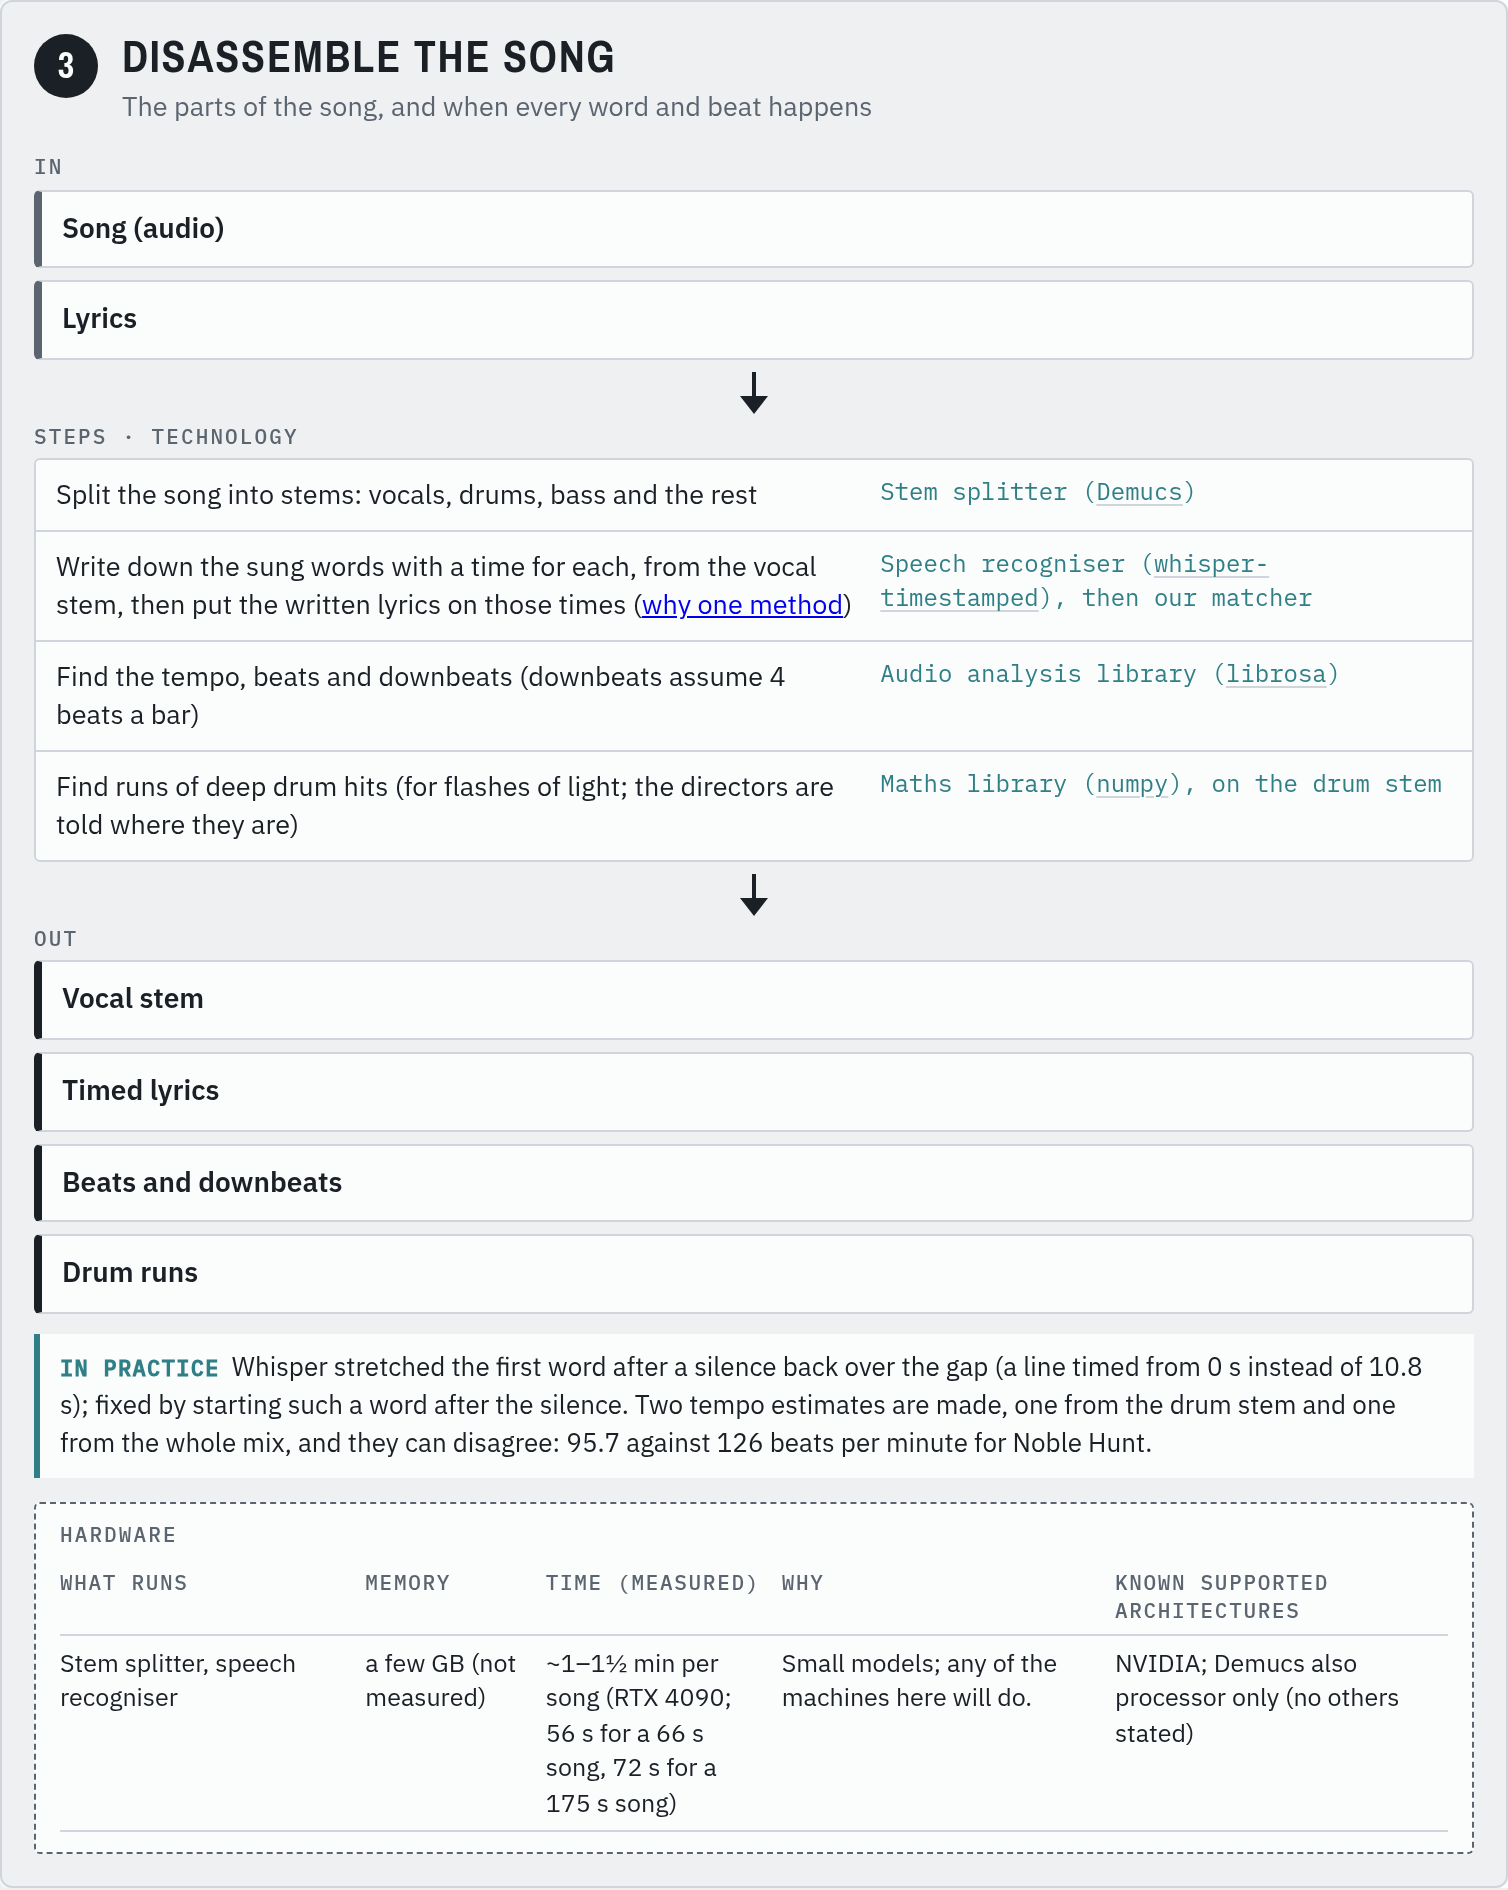 3
DISASSEMBLE THE SONG
The parts of the song, and when every word and beat happens
IN
Song (audio)
Lyrics
STEPS · TECHNOLOGY
Split the song into stems: vocals, drums, bass and the rest
Stem splitter (Demucs)
Write down the sung words with a time for each, from the vocal
stem, then put the written lyrics on those times (why one method)
Speech recogniser (whisper-
timestamped), then our matcher
Find the tempo, beats and downbeats (downbeats assume 4
beats a bar)
Audio analysis library (librosa)
Find runs of deep drum hits (for flashes of light; the directors are
told where they are)
Maths library (numpy), on the drum stem
OUT
Vocal stem
Timed lyrics
Beats and downbeats
Drum runs
IN PRACTICE Whisper stretched the first word after a silence back over the gap (a line timed from 0 s instead of 10.8
s); fixed by starting such a word after the silence. Two tempo estimates are made, one from the drum stem and one
from the whole mix, and they can disagree: 95.7 against 126 beats per minute for Noble Hunt.
HARDWARE
WHAT RUNS
MEMORY
TIME (MEASURED)
WHY
KNOWN SUPPORTED
ARCHITECTURES
Stem splitter, speech
recogniser
a few GB (not
measured)
~1–1½ min per
song (RTX 4090;
56 s for a 66 s
song, 72 s for a
175 s song)
Small models; any of the
machines here will do.
NVIDIA; Demucs also
processor only (no others
stated)